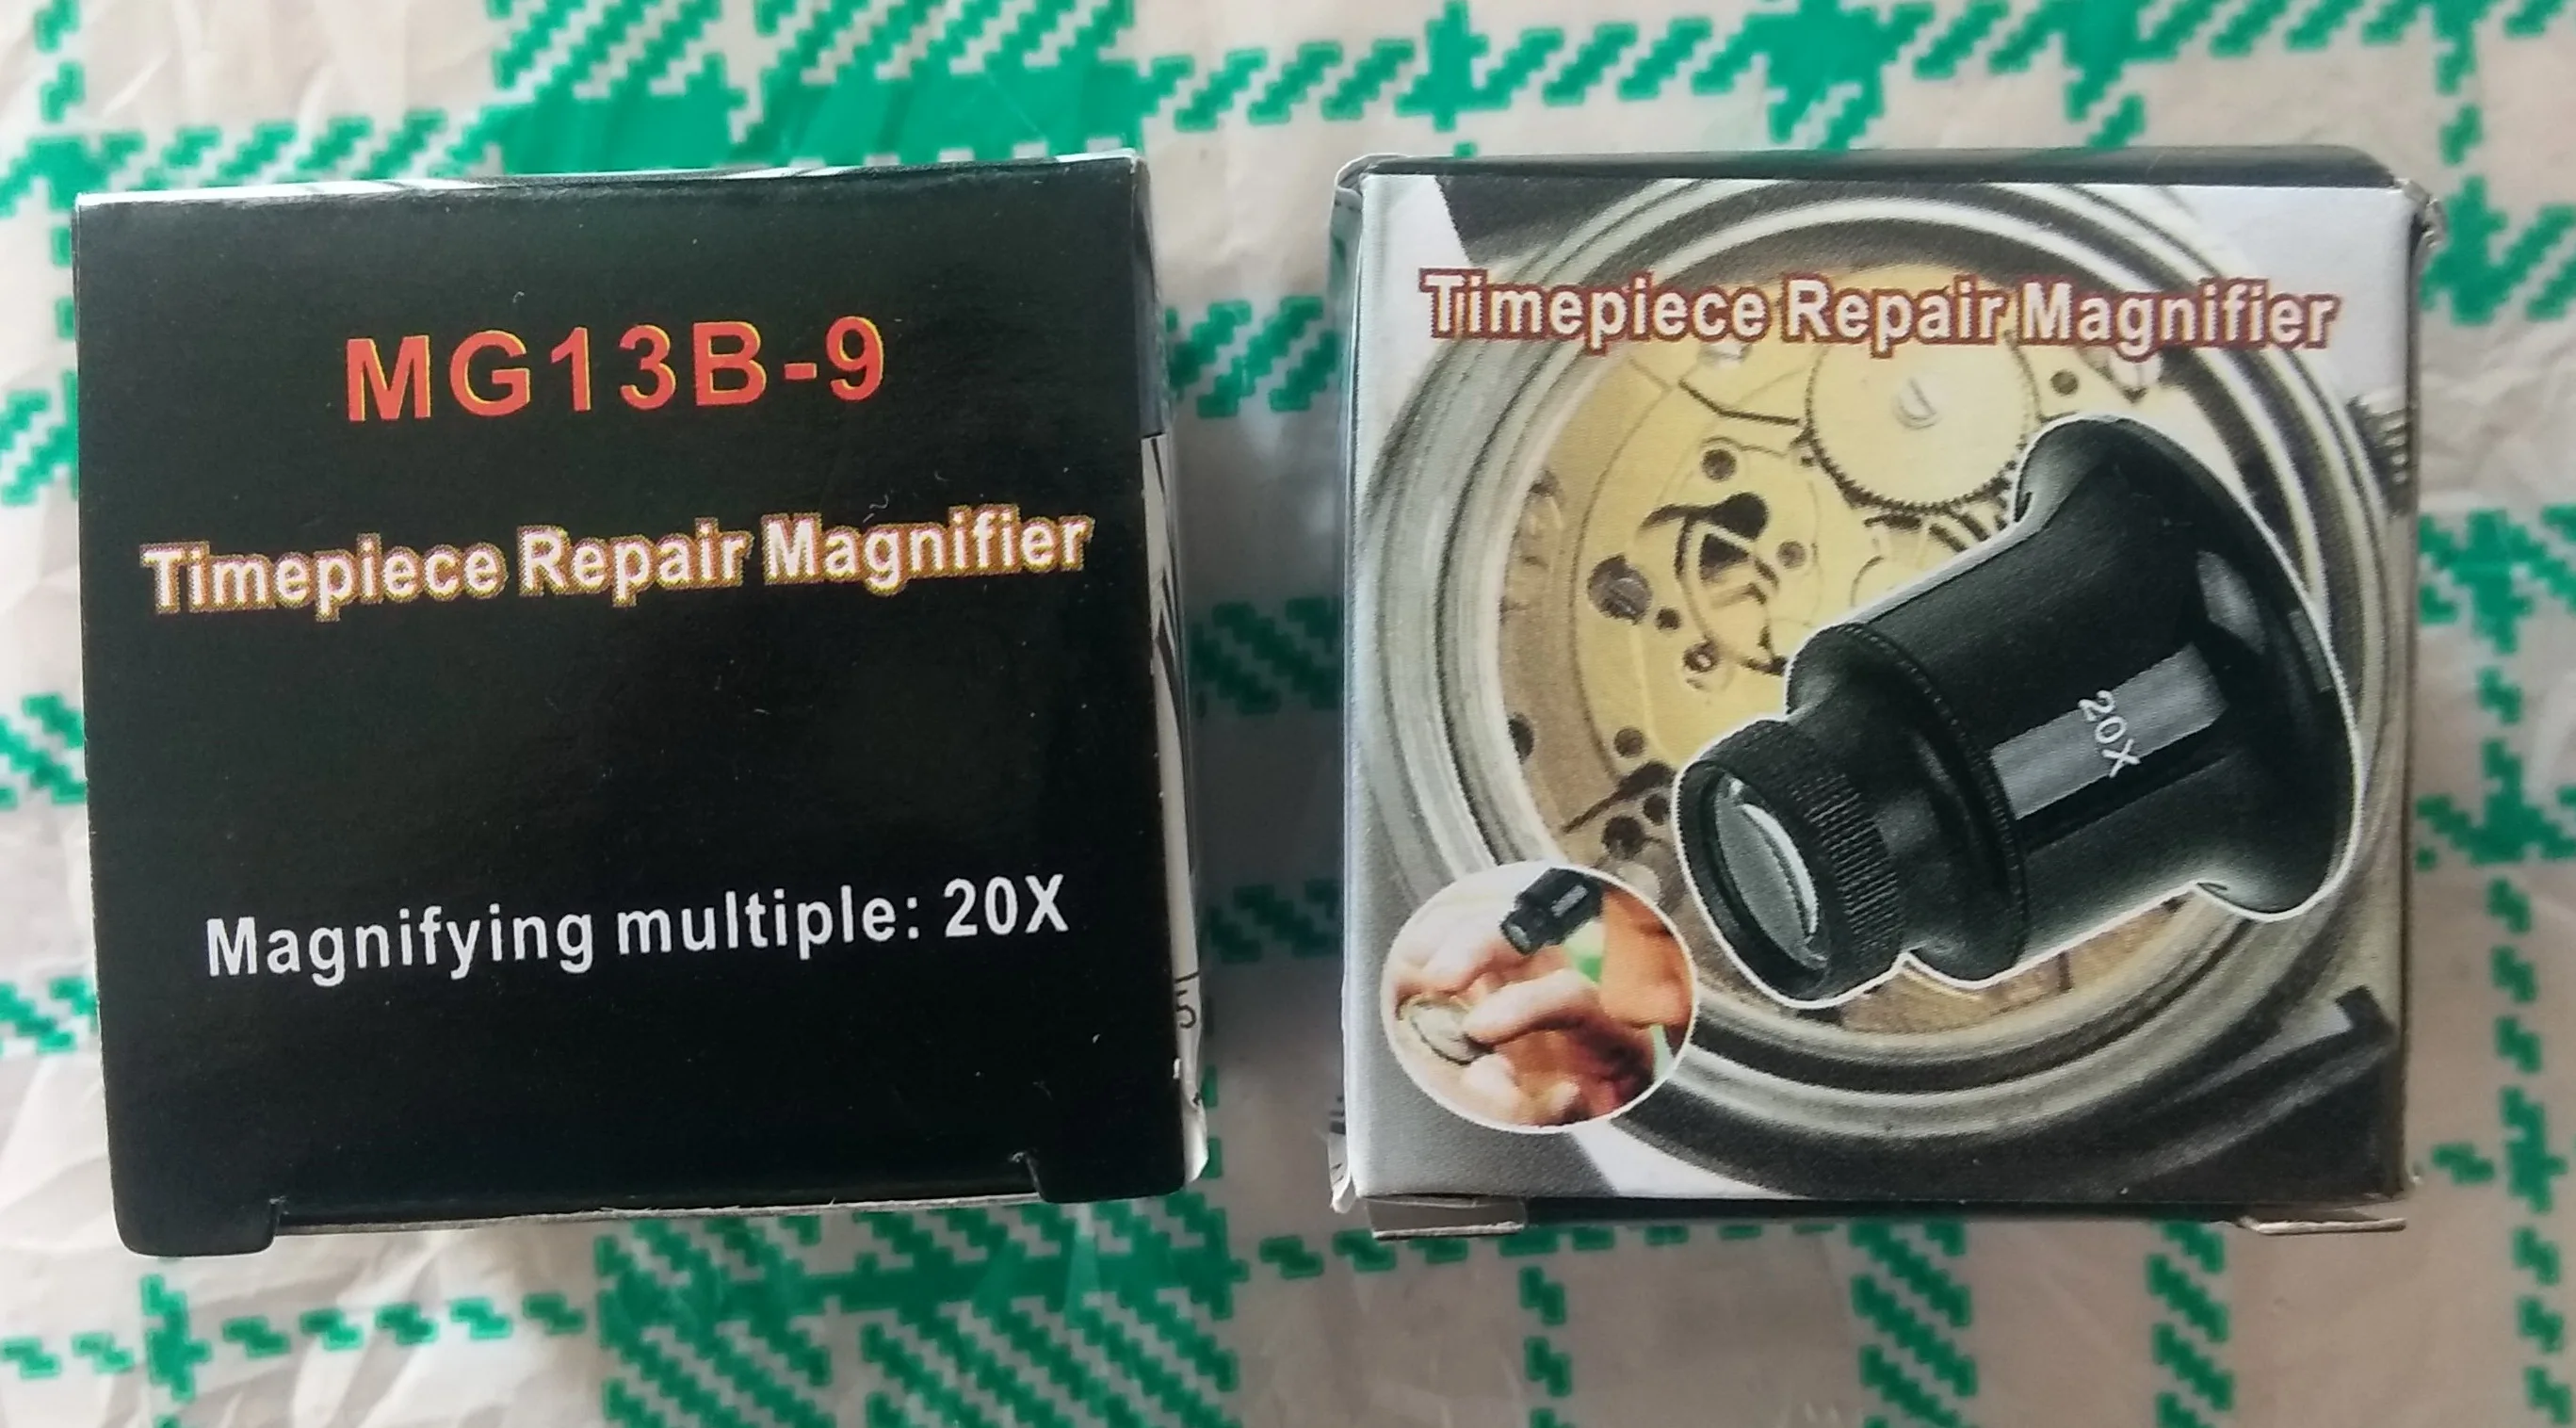 MG13B-9
Timepiece Repair Magnifier
Magnifying multiple: 20X
Timepiece Repair Magnifier
20X